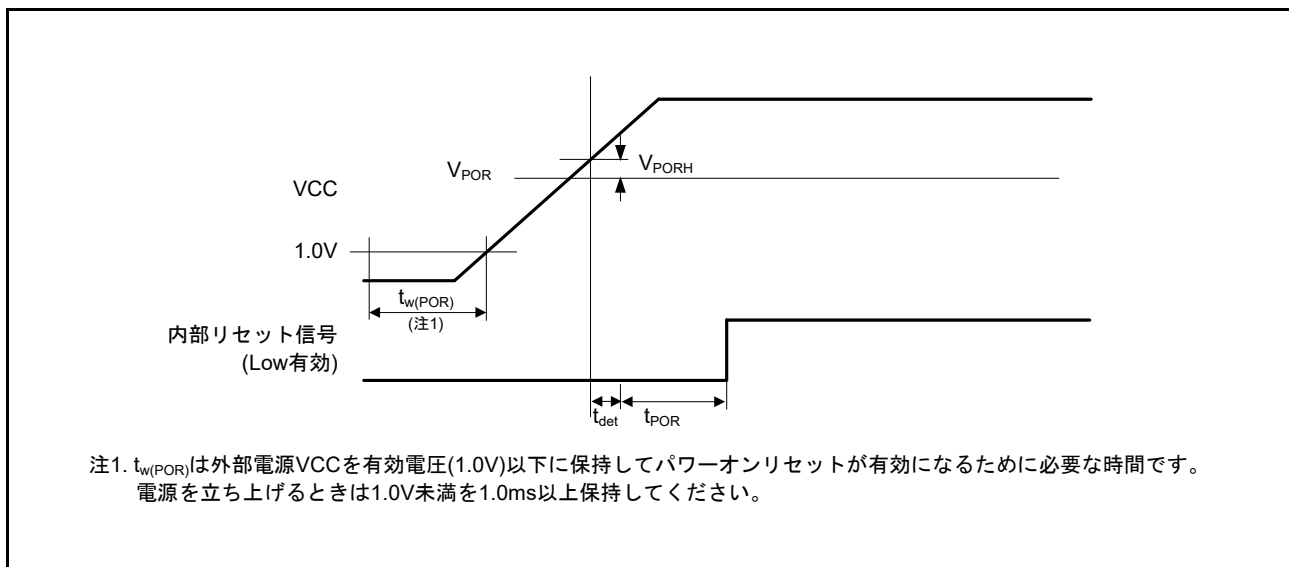 VPOR
VPORH
VCC
1.0V
tw(POR)
(注1)
内部リセット信号
(Low有効)
tdet
tPOR
注1. tw(POR)は外部電源VCCを有効電圧(1.0V)以下に保持してパワーオンリセットが有効になるために必要な時間です。
電源を立ち上げるときは1.0V未満を1.0ms以上保持してください。